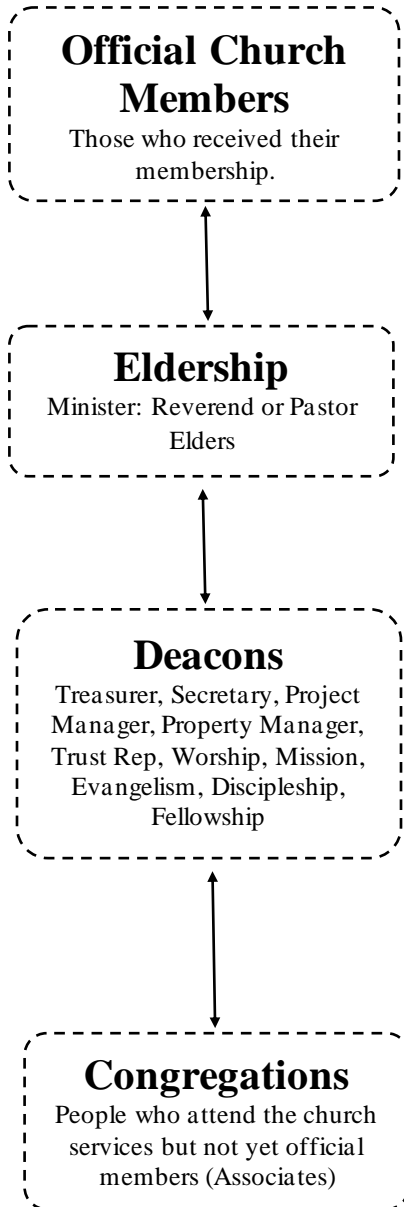 Official Church
Members
Those who received their
membership.
Eldership
Minister: Reverend or Pastor
Elders
Deacons
Treasurer, Secretary, Project
Manager, Property Manager,
Trust Rep, Worship, Mission,
Evangelism, Discipleship,
Fellowship
Congregations
People who attend the church
services but not yet official
members (Associates)